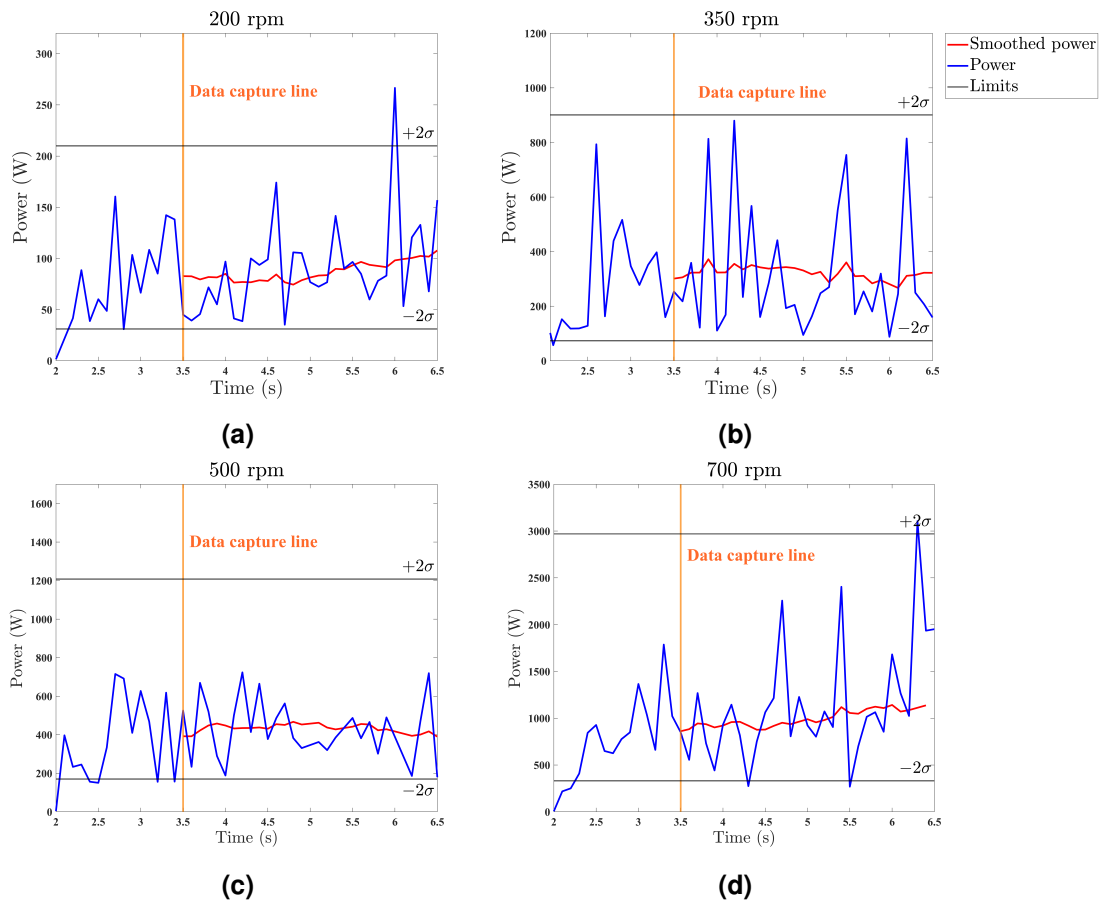 200 rpm
320
300
250
200
150
100
50
0
2
2.5
3
3.5
4
4.5
5
5.5
6
6.5
Power (W)
Time (s)
Data capture line
+2σ
−2σ
(a)
350 rpm
1200
1000
800
600
400
200
0
2.5
3
3.5
4
4.5
5
5.5
6
6.5
Power (W)
Time (s)
Data capture line
+2σ
−2σ
(b)
Smoothed power
Power
Limits
500 rpm
1600
1400
1200
1000
800
600
400
200
0
2
2.5
3
3.5
4
4.5
5
5.5
6
6.5
Power (W)
Time (s)
Data capture line
+2σ
−2σ
(c)
700 rpm
3500
3000
2500
2000
1500
1000
500
0
2
2.5
3
3.5
4
4.5
5
5.5
6
6.5
Power (W)
Time (s)
Data capture line
+2σ
−2σ
(d)